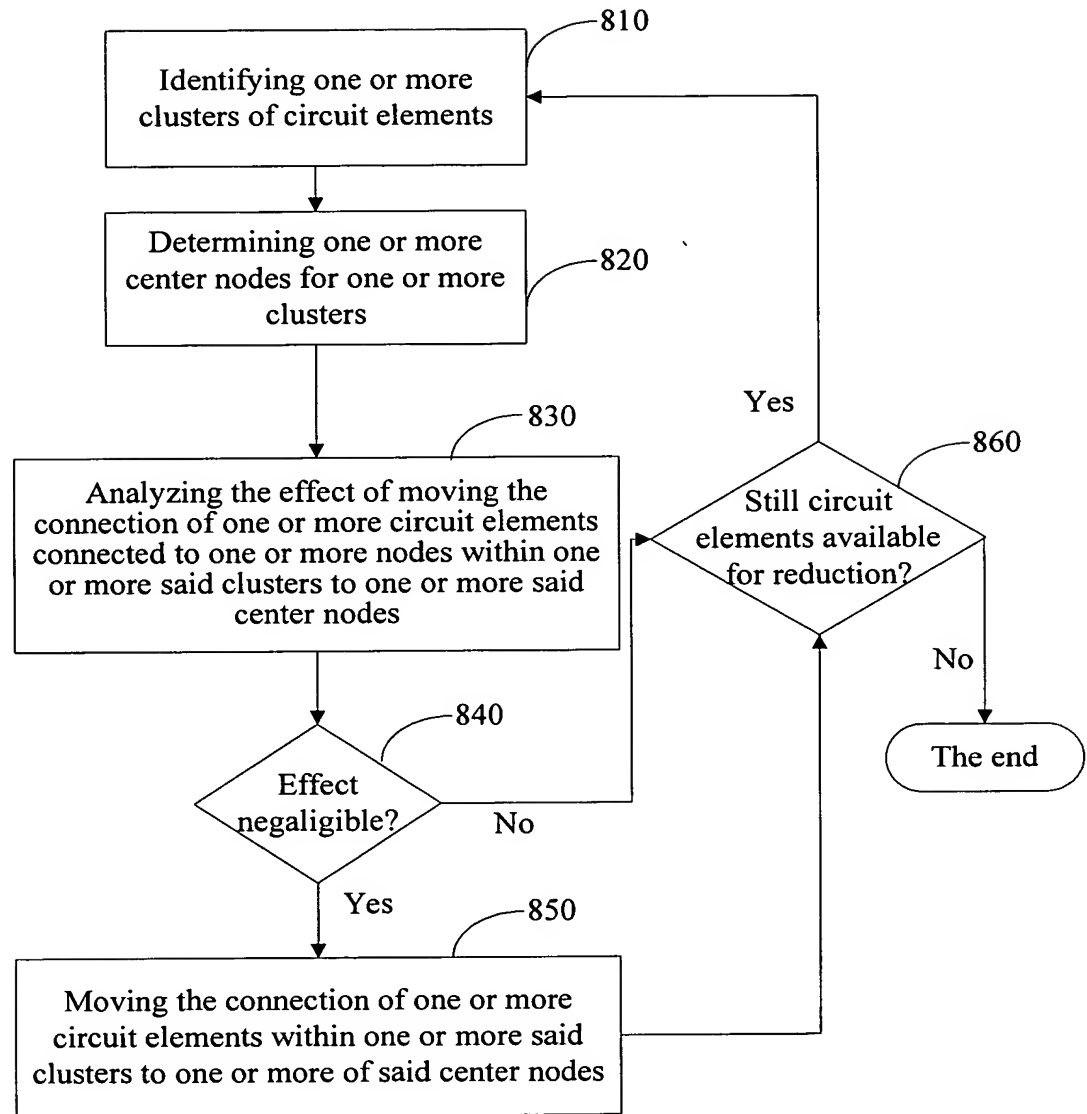 810
Identifying one or more
clusters of circuit elements
820
Determining one or more
center nodes for one or more
clusters
830
Analyzing the effect of moving the
connection of one or more circuit elements
connected to one or more nodes within one
or more said clusters to one or more said
center nodes
840
Effect
negaligible?
No
Yes
850
Moving the connection of one or more
circuit elements within one or more said
clusters to one or more of said center nodes
860
Still circuit
elements available
for reduction?
Yes
No
The end